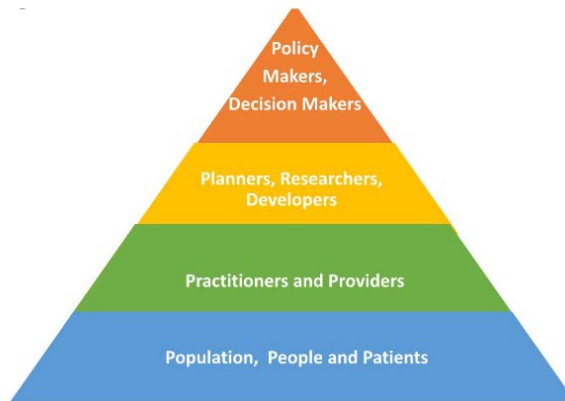 Policy
Makers,
Decision Makers
Planners, Researchers,
Developers
Practitioners and Providers
Population, People and Patients